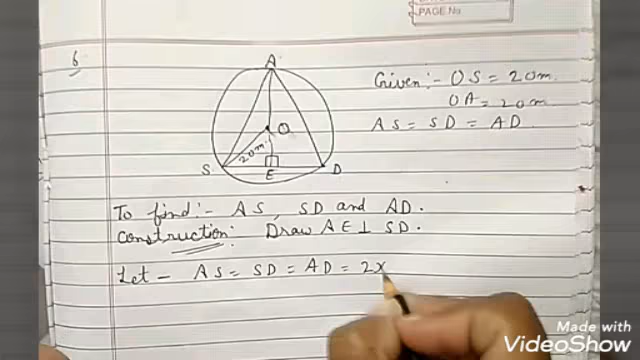 PAGE No.
6
A
Given:- OS = 20m.
OA = 20m
AS = SD = AD
O
20m.
S
E
D
To find:- AS, SD and AD.
Construction: Draw AE ⊥ SD.
Let - AS = SD = AD = 2x
Made with
VideoShow